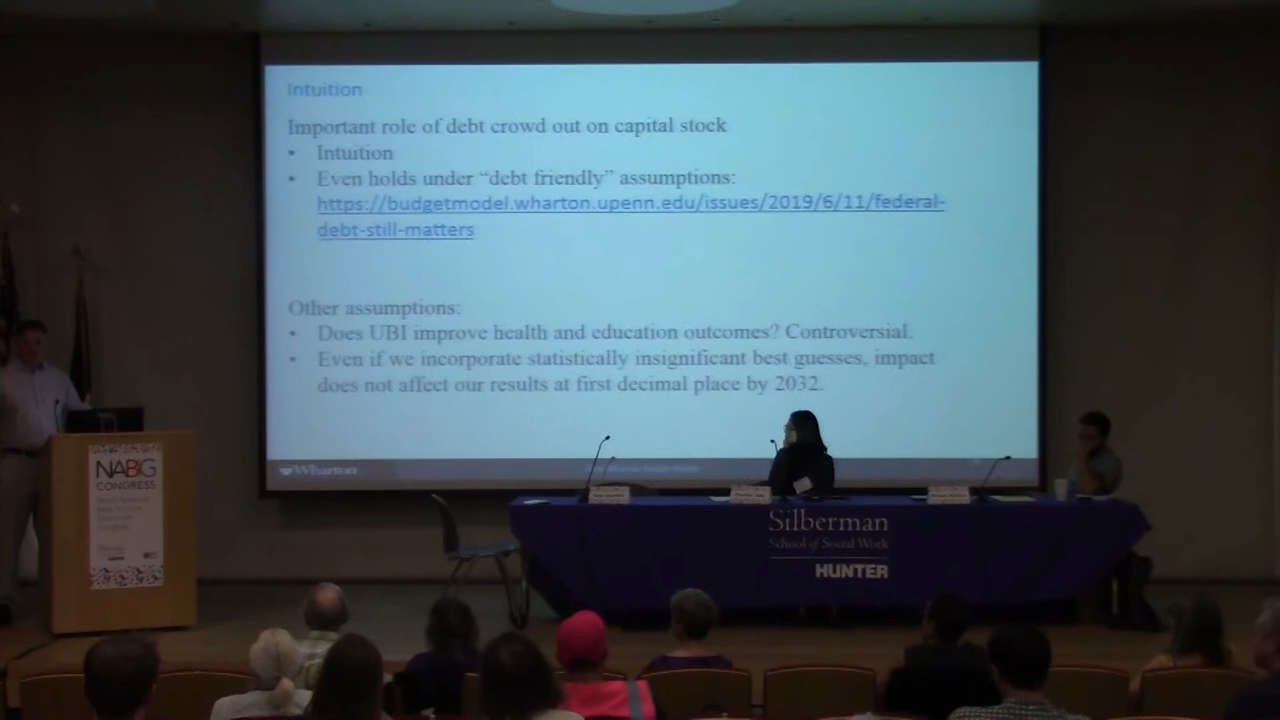 Intuition
Important role of debt crowd out on capital stock
• Intuition
• Even holds under “debt friendly” assumptions:
https://budgetmodel.wharton.upenn.edu/issues/2019/6/11/federal-
debt-still-matters
Other assumptions:
• Does UBI improve health and education outcomes? Controversial.
• Even if we incorporate statistically insignificant best guesses, impact
does not affect our results at first decimal place by 2032.
Wharton
NABIG
CONGRESS
Silberman
School of Social Work
HUNTER